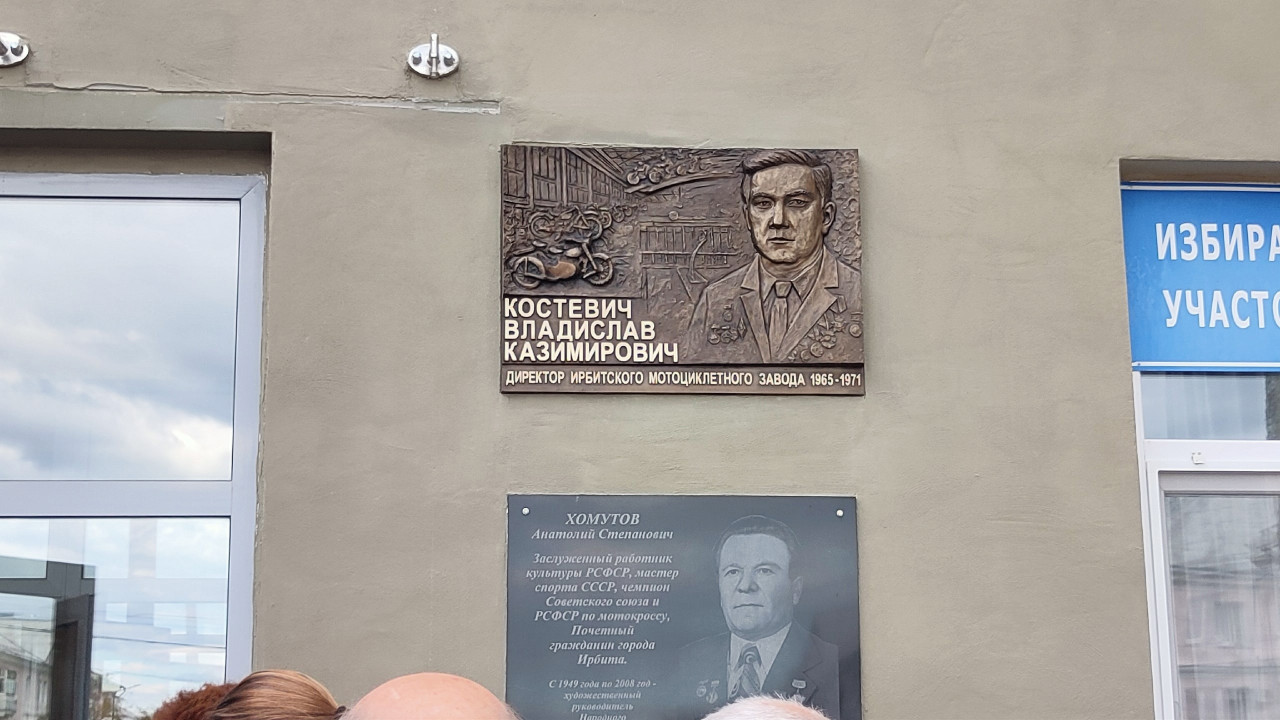 КОСТЕВИЧ
ВЛАДИСЛАВ
КАЗИМИРОВИЧ
ДИРЕКТОР ИРБИТСКОГО МОТОЦИКЛЕТНОГО ЗАВОДА 1965-1971
ХОМУТОВ
Анатолий Степанович
Заслуженный работник
культуры РСФСР, мастер
спорта СССР, чемпион
Советского союза и
РСФСР по мотокроссу,
Почетный
гражданин города
Ирбита.
С 1949 года по 2008 год -
художественный
руководитель
Народного
ИЗБИРА
УЧАСТО